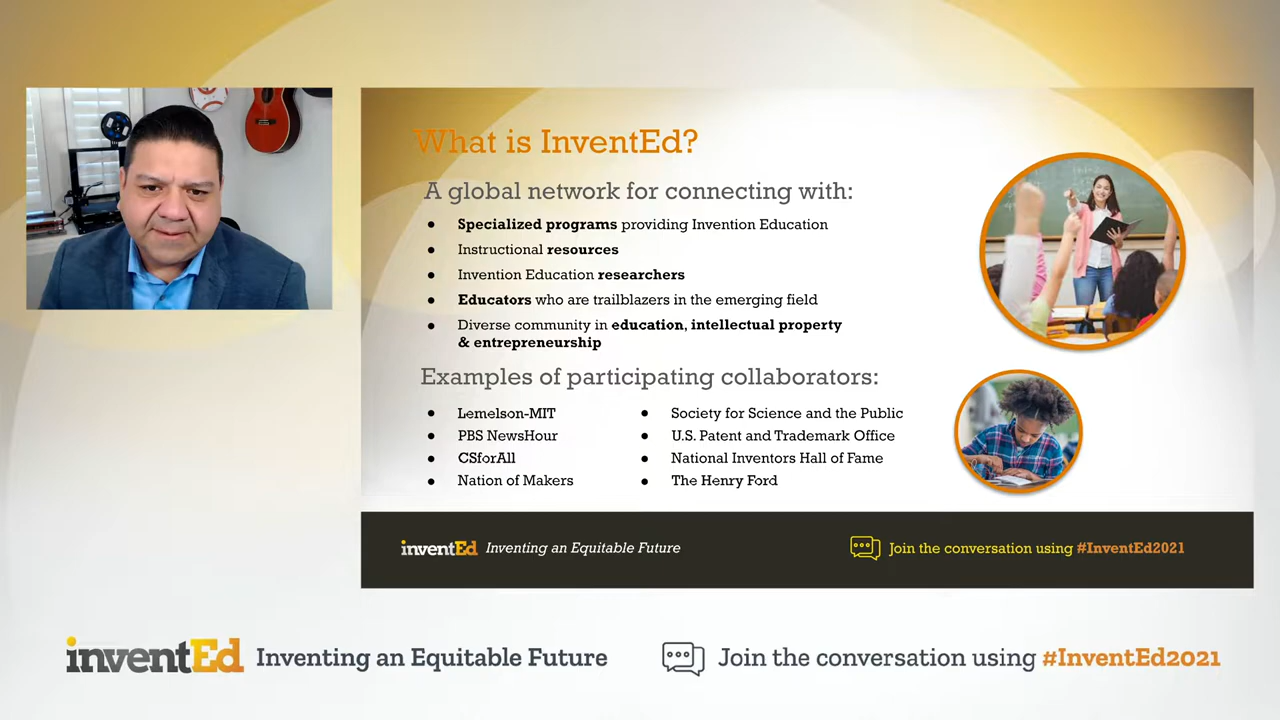 What is InventEd?
A global network for connecting with:
● Specialized programs providing Invention Education
● Instructional resources
● Invention Education researchers
● Educators who are trailblazers in the emerging field
● Diverse community in education, intellectual property
& entrepreneurship
Examples of participating collaborators:
● Lemelson-MIT
● PBS NewsHour
● CSforAll
● Nation of Makers
● Society for Science and the Public
● U.S. Patent and Trademark Office
● National Inventors Hall of Fame
● The Henry Ford
inventEd Inventing an Equitable Future
Join the conversation using #InventEd2021
inventEd Inventing an Equitable Future
Join the conversation using #InventEd2021